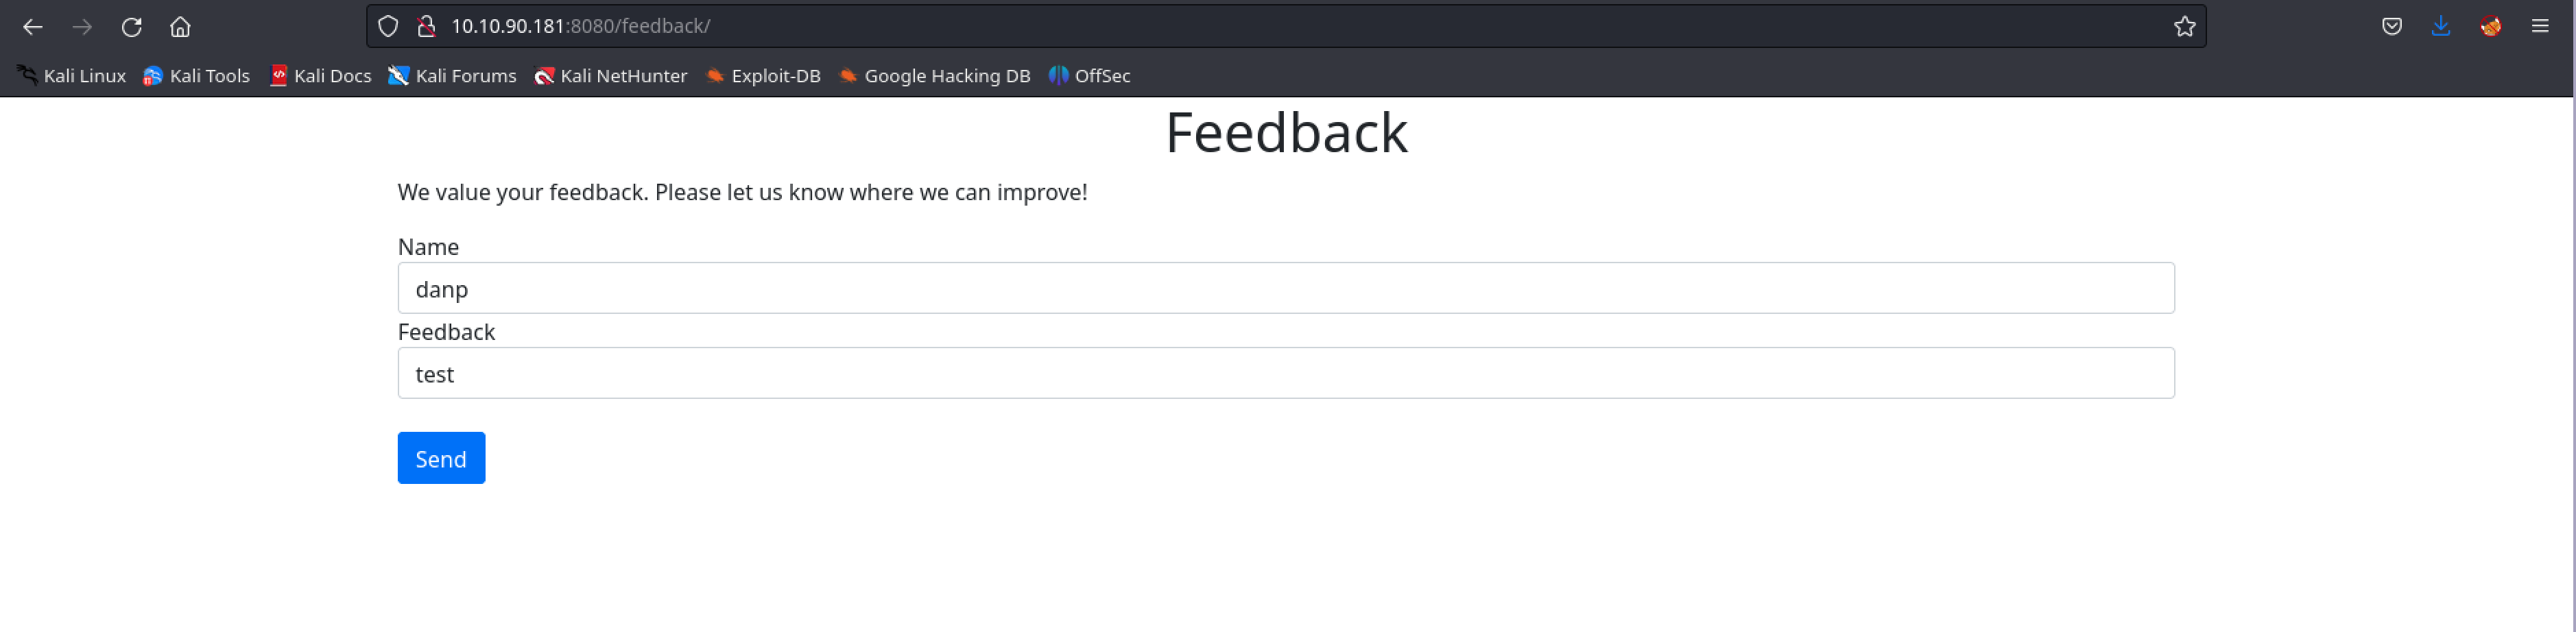 10.10.90.181:8080/feedback/
Kali Linux Kali Tools Kali Docs Kali Forums Kali NetHunter Exploit-DB Google Hacking DB OffSec
Feedback
We value your feedback. Please let us know where we can improve!
Name
danp
Feedback
test
Send